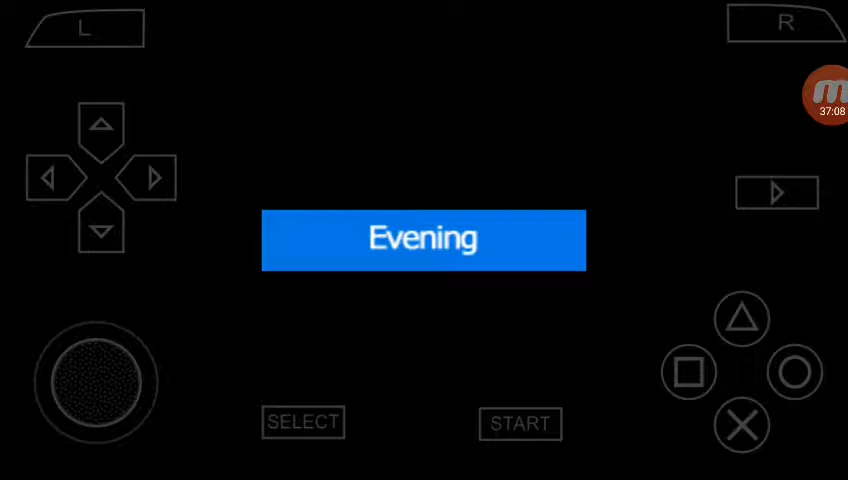 L
R
37:08
Evening
SELECT
START